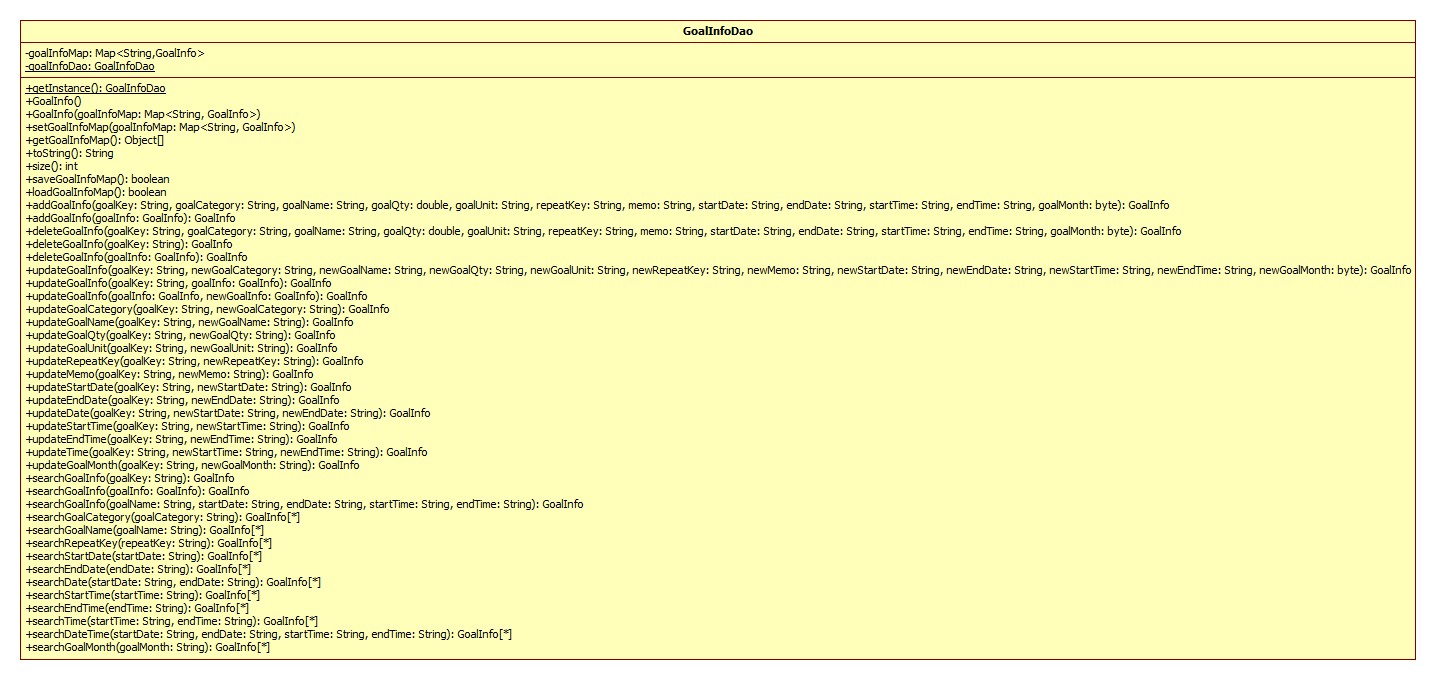 GoalInfoDao
-goalInfoMap: Map<String,GoalInfo>
-goalInfoDao: GoalInfoDao
+getInstance(): GoalInfoDao
+GoalInfo()
+GoalInfo(goalInfoMap: Map<String, GoalInfo>)
+setGoalInfoMap(goalInfoMap: Map<String, GoalInfo>)
+getGoalInfoMap(): Object[]
+toString(): String
+size(): int
+saveGoalInfoMap(): boolean
+loadGoalInfoMap(): boolean
+addGoalInfo(goalKey: String, goalCategory: String, goalName: String, goalQty: double, goalUnit: String, repeatKey: String, memo: String, startDate: String, endDate: String, startTime: String, endTime: String, goalMonth: byte): GoalInfo
+addGoalInfo(goalInfo: GoalInfo): GoalInfo
+deleteGoalInfo(goalKey: String, goalCategory: String, goalName: String, goalQty: double, goalUnit: String, repeatKey: String, memo: String, startDate: String, endDate: String, startTime: String, endTime: String, goalMonth: byte): GoalInfo
+deleteGoalInfo(goalKey: String): GoalInfo
+deleteGoalInfo(goalInfo: GoalInfo): GoalInfo
+updateGoalInfo(goalKey: String, newGoalCategory: String, newGoalName: String, newGoalQty: String, newGoalUnit: String, newRepeatKey: String, newMemo: String, newStartDate: String, newEndDate: String, newStartTime: String, newEndTime: String, newGoalMonth: byte): GoalInfo
+updateGoalInfo(goalKey: String, goalInfo: GoalInfo): GoalInfo
+updateGoalInfo(goalInfo: GoalInfo, newGoalInfo: GoalInfo): GoalInfo
+updateGoalCategory(goalKey: String, newGoalCategory: String): GoalInfo
+updateGoalName(goalKey: String, newGoalName: String): GoalInfo
+updateGoalQty(goalKey: String, newGoalQty: String): GoalInfo
+updateGoalUnit(goalKey: String, newGoalUnit: String): GoalInfo
+updateRepeatKey(goalKey: String, newRepeatKey: String): GoalInfo
+updateMemo(goalKey: String, newMemo: String): GoalInfo
+updateStartDate(goalKey: String, newStartDate: String): GoalInfo
+updateEndDate(goalKey: String, newEndDate: String): GoalInfo
+updateDate(goalKey: String, newStartDate: String, newEndDate: String): GoalInfo
+updateStartTime(goalKey: String, newStartTime: String): GoalInfo
+updateEndTime(goalKey: String, newEndTime: String): GoalInfo
+updateTime(goalKey: String, newStartTime: String, newEndTime: String): GoalInfo
+updateGoalMonth(goalKey: String, newGoalMonth: String): GoalInfo
+searchGoalInfo(goalKey: String): GoalInfo
+searchGoalInfo(goalInfo: GoalInfo): GoalInfo
+searchGoalInfo(goalName: String, startDate: String, endDate: String, startTime: String, endTime: String): GoalInfo
+searchGoalCategory(goalCategory: String): GoalInfo[*]
+searchGoalName(goalName: String): GoalInfo[*]
+searchRepeatKey(repeatKey: String): GoalInfo[*]
+searchStartDate(startDate: String): GoalInfo[*]
+searchEndDate(endDate: String): GoalInfo[*]
+searchDate(startDate: String, endDate: String): GoalInfo[*]
+searchStartTime(startTime: String): GoalInfo[*]
+searchEndTime(endTime: String): GoalInfo[*]
+searchTime(startTime: String, endTime: String): GoalInfo[*]
+searchDateTime(startDate: String, endDate: String, startTime: String, endTime: String): GoalInfo[*]
+searchGoalMonth(goalMonth: String): GoalInfo[*]